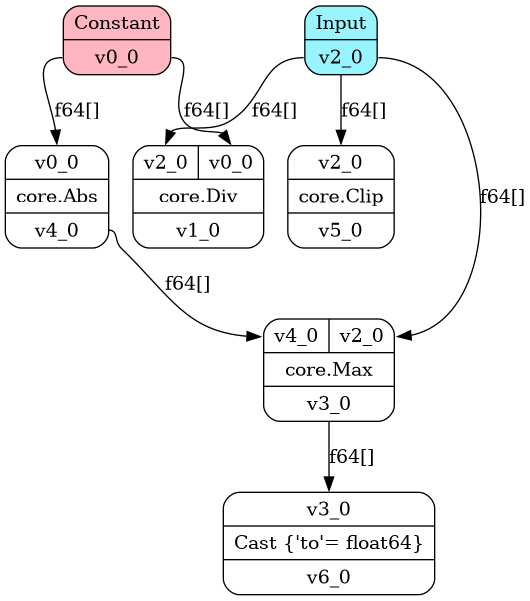 Constant
v0_0
Input
v2_0
f64[]
f64[]
f64[]
f64[]
f64[]
v0_0
core.Abs
v4_0
v2_0 v0_0
core.Div
v1_0
v2_0
core.Clip
v5_0
f64[]
v4_0 v2_0
core.Max
v3_0
f64[]
v3_0
Cast {'to'= float64}
v6_0